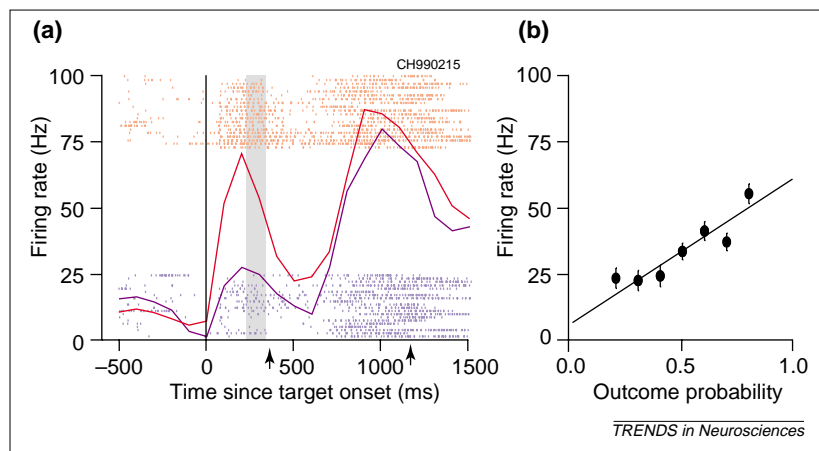 (a)
CH990215
Firing rate (Hz)
100
75
50
25
0
–500
0
500
1000
1500
Time since target onset (ms)
(b)
Firing rate (Hz)
100
75
50
25
0
0.0
0.5
1.0
Outcome probability
TRENDS in Neurosciences